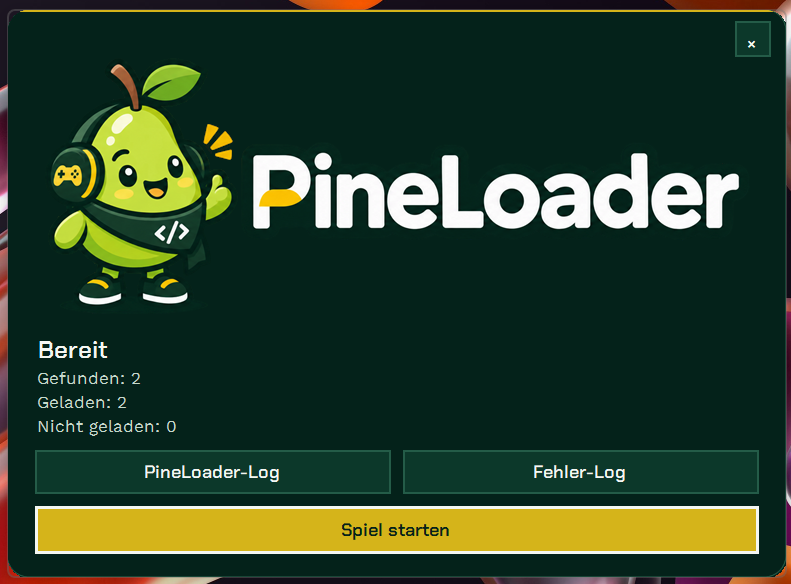 ×
</>
PineLoader
Bereit
Gefunden: 2
Geladen: 2
Nicht geladen: 0
PineLoader-Log
Fehler-Log
Spiel starten